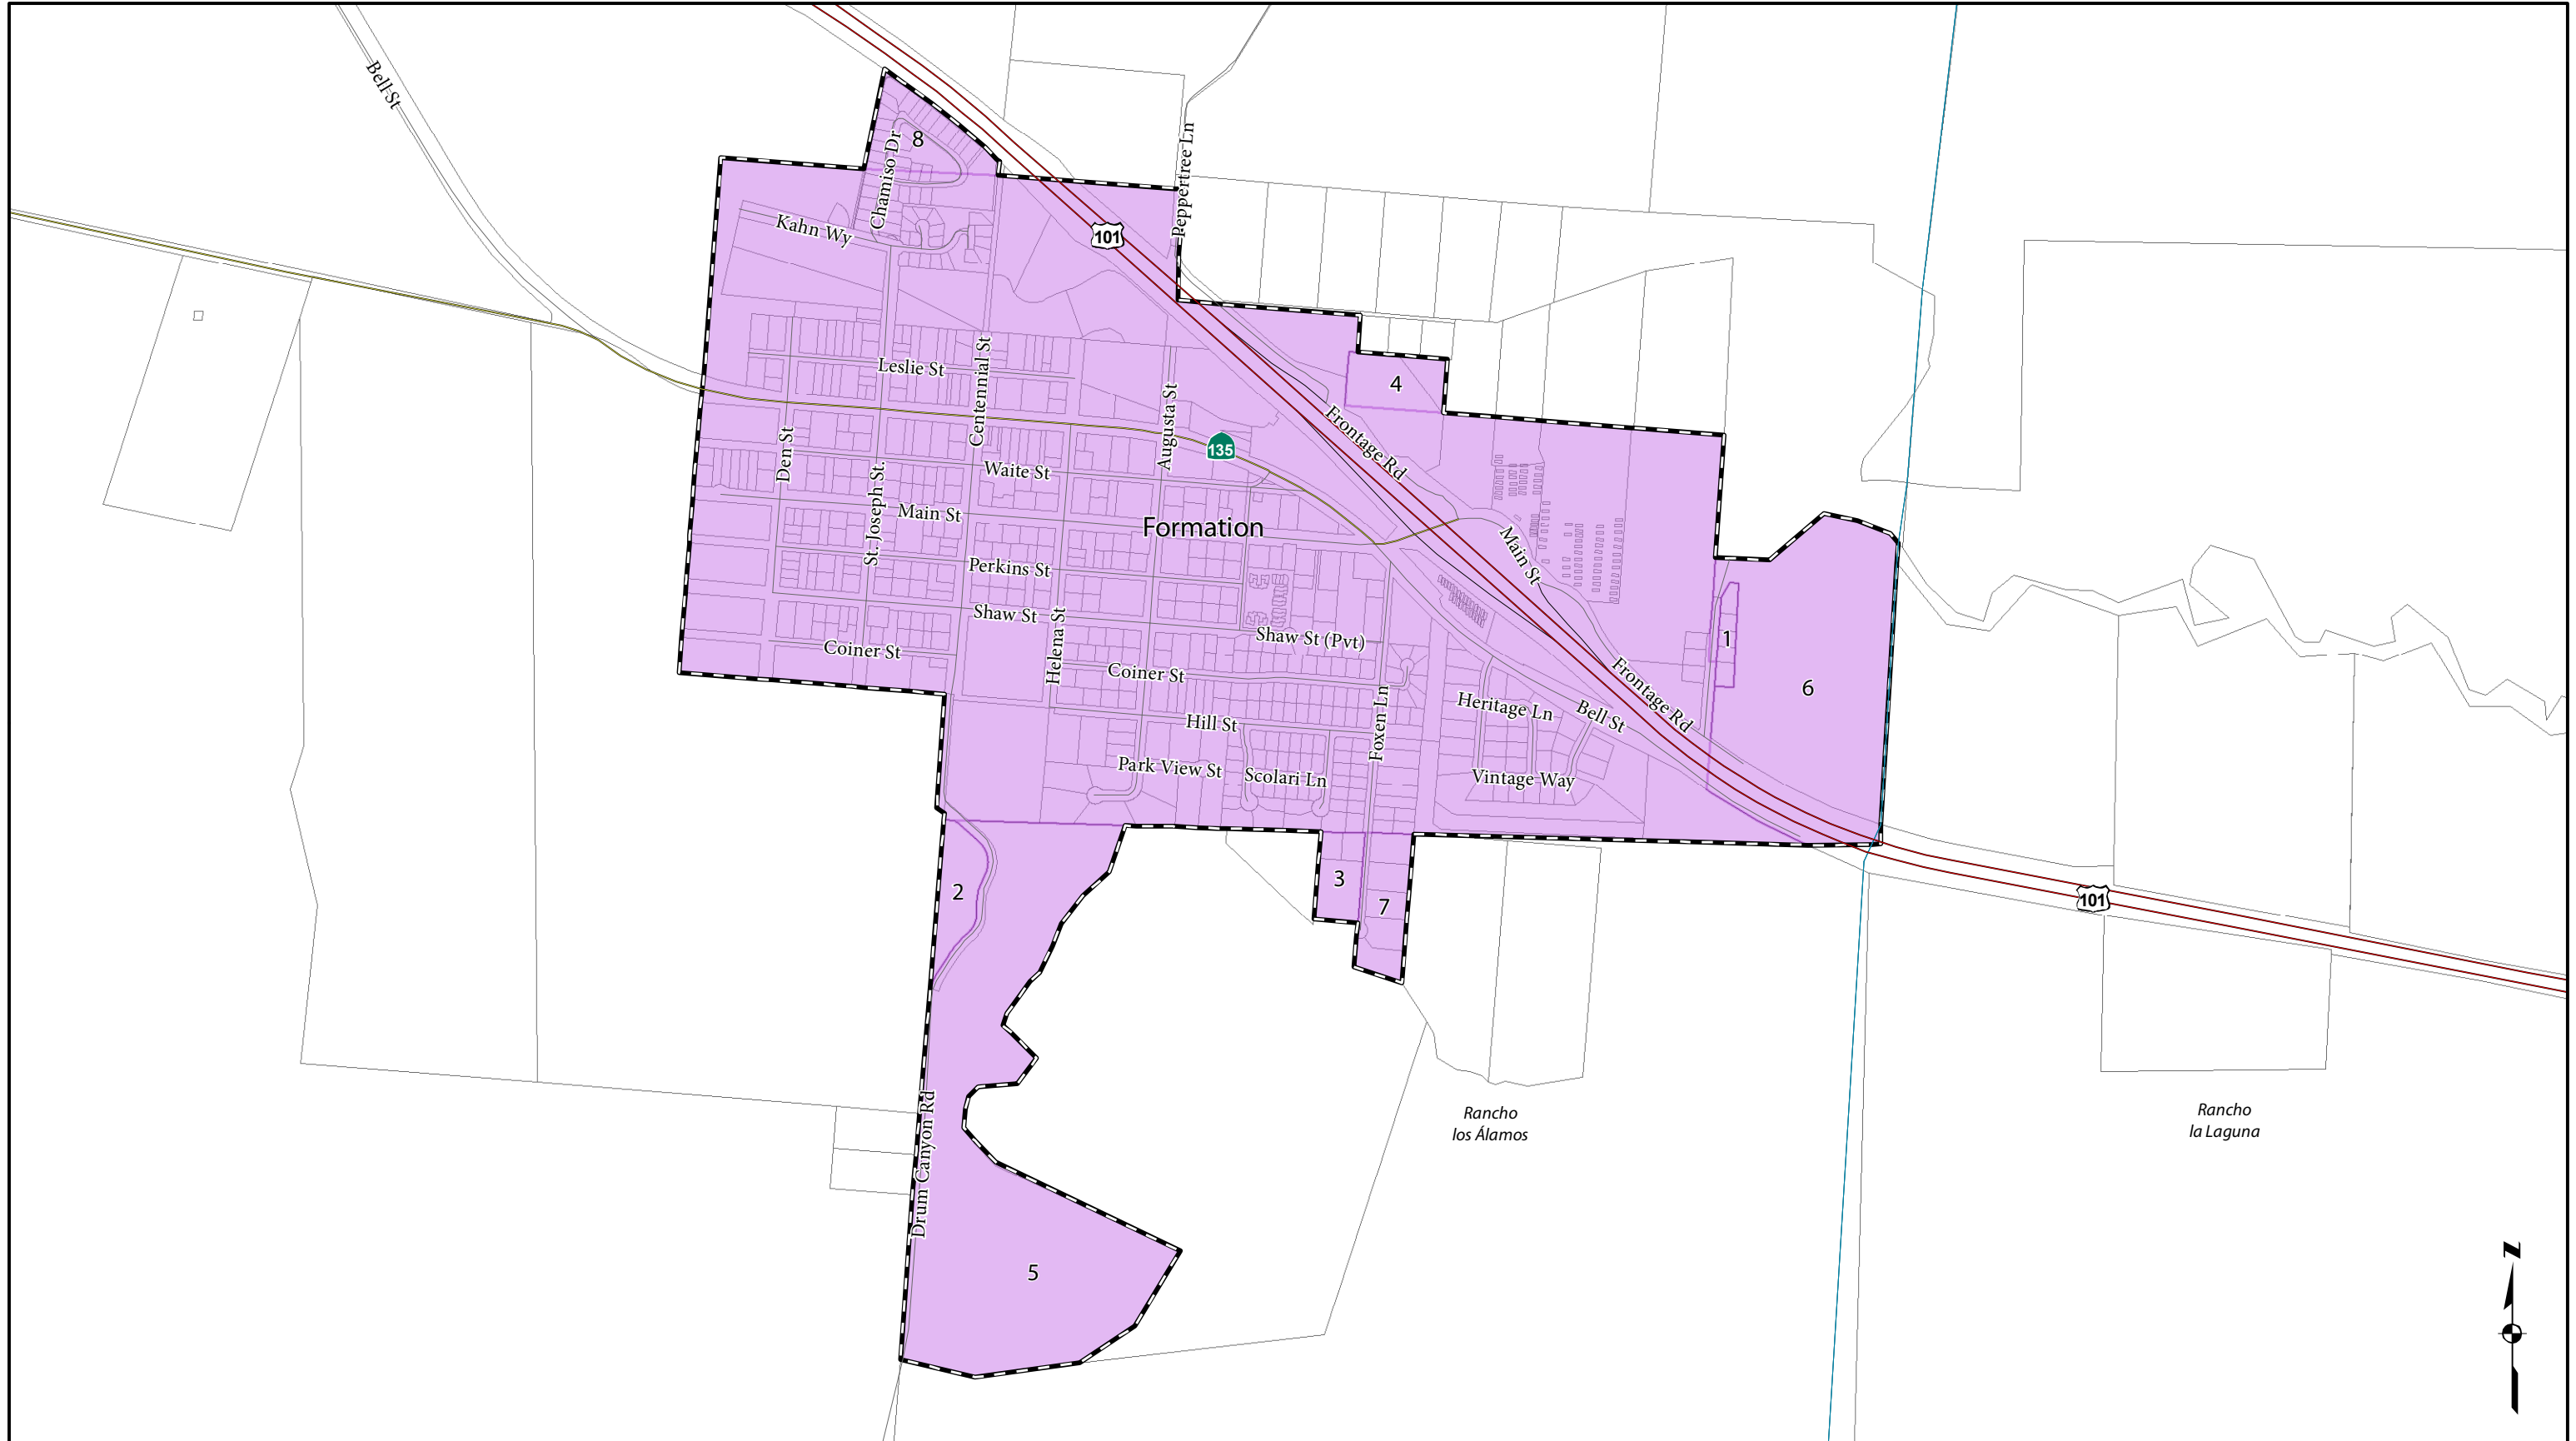 Bell St
8
Chamiso Dr
Peppertree Ln
Kahn Wy
101
Leslie St
Centennial St
4
Augusta St
Frontage Rd
135
Den St
Waite St
St. Joseph St.
Main St
Formation
Main St
Perkins St
Shaw St
Helena St
Shaw St (Pvt)
1
Coiner St
Coiner St
Frontage Rd
6
Heritage Ln
Bell St
Hill St
Foxen Ln
Park View St
Scolari Ln
Vintage Way
2
3
7
101
Rancho
los Álamos
Rancho
la Laguna
Drum Canyon Rd
5
N